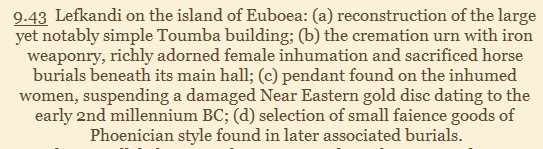 9.43 Lefkandi on the island of Euboea: (a) reconstruction of the large
yet notably simple Toumba building; (b) the cremation urn with iron
weaponry, richly adorned female inhumation and sacrificed horse
burials beneath its main hall; (c) pendant found on the inhumed
women, suspending a damaged Near Eastern gold disc dating to the
early 2nd millennium BC; (d) selection of small faience goods of
Phoenician style found in later associated burials.